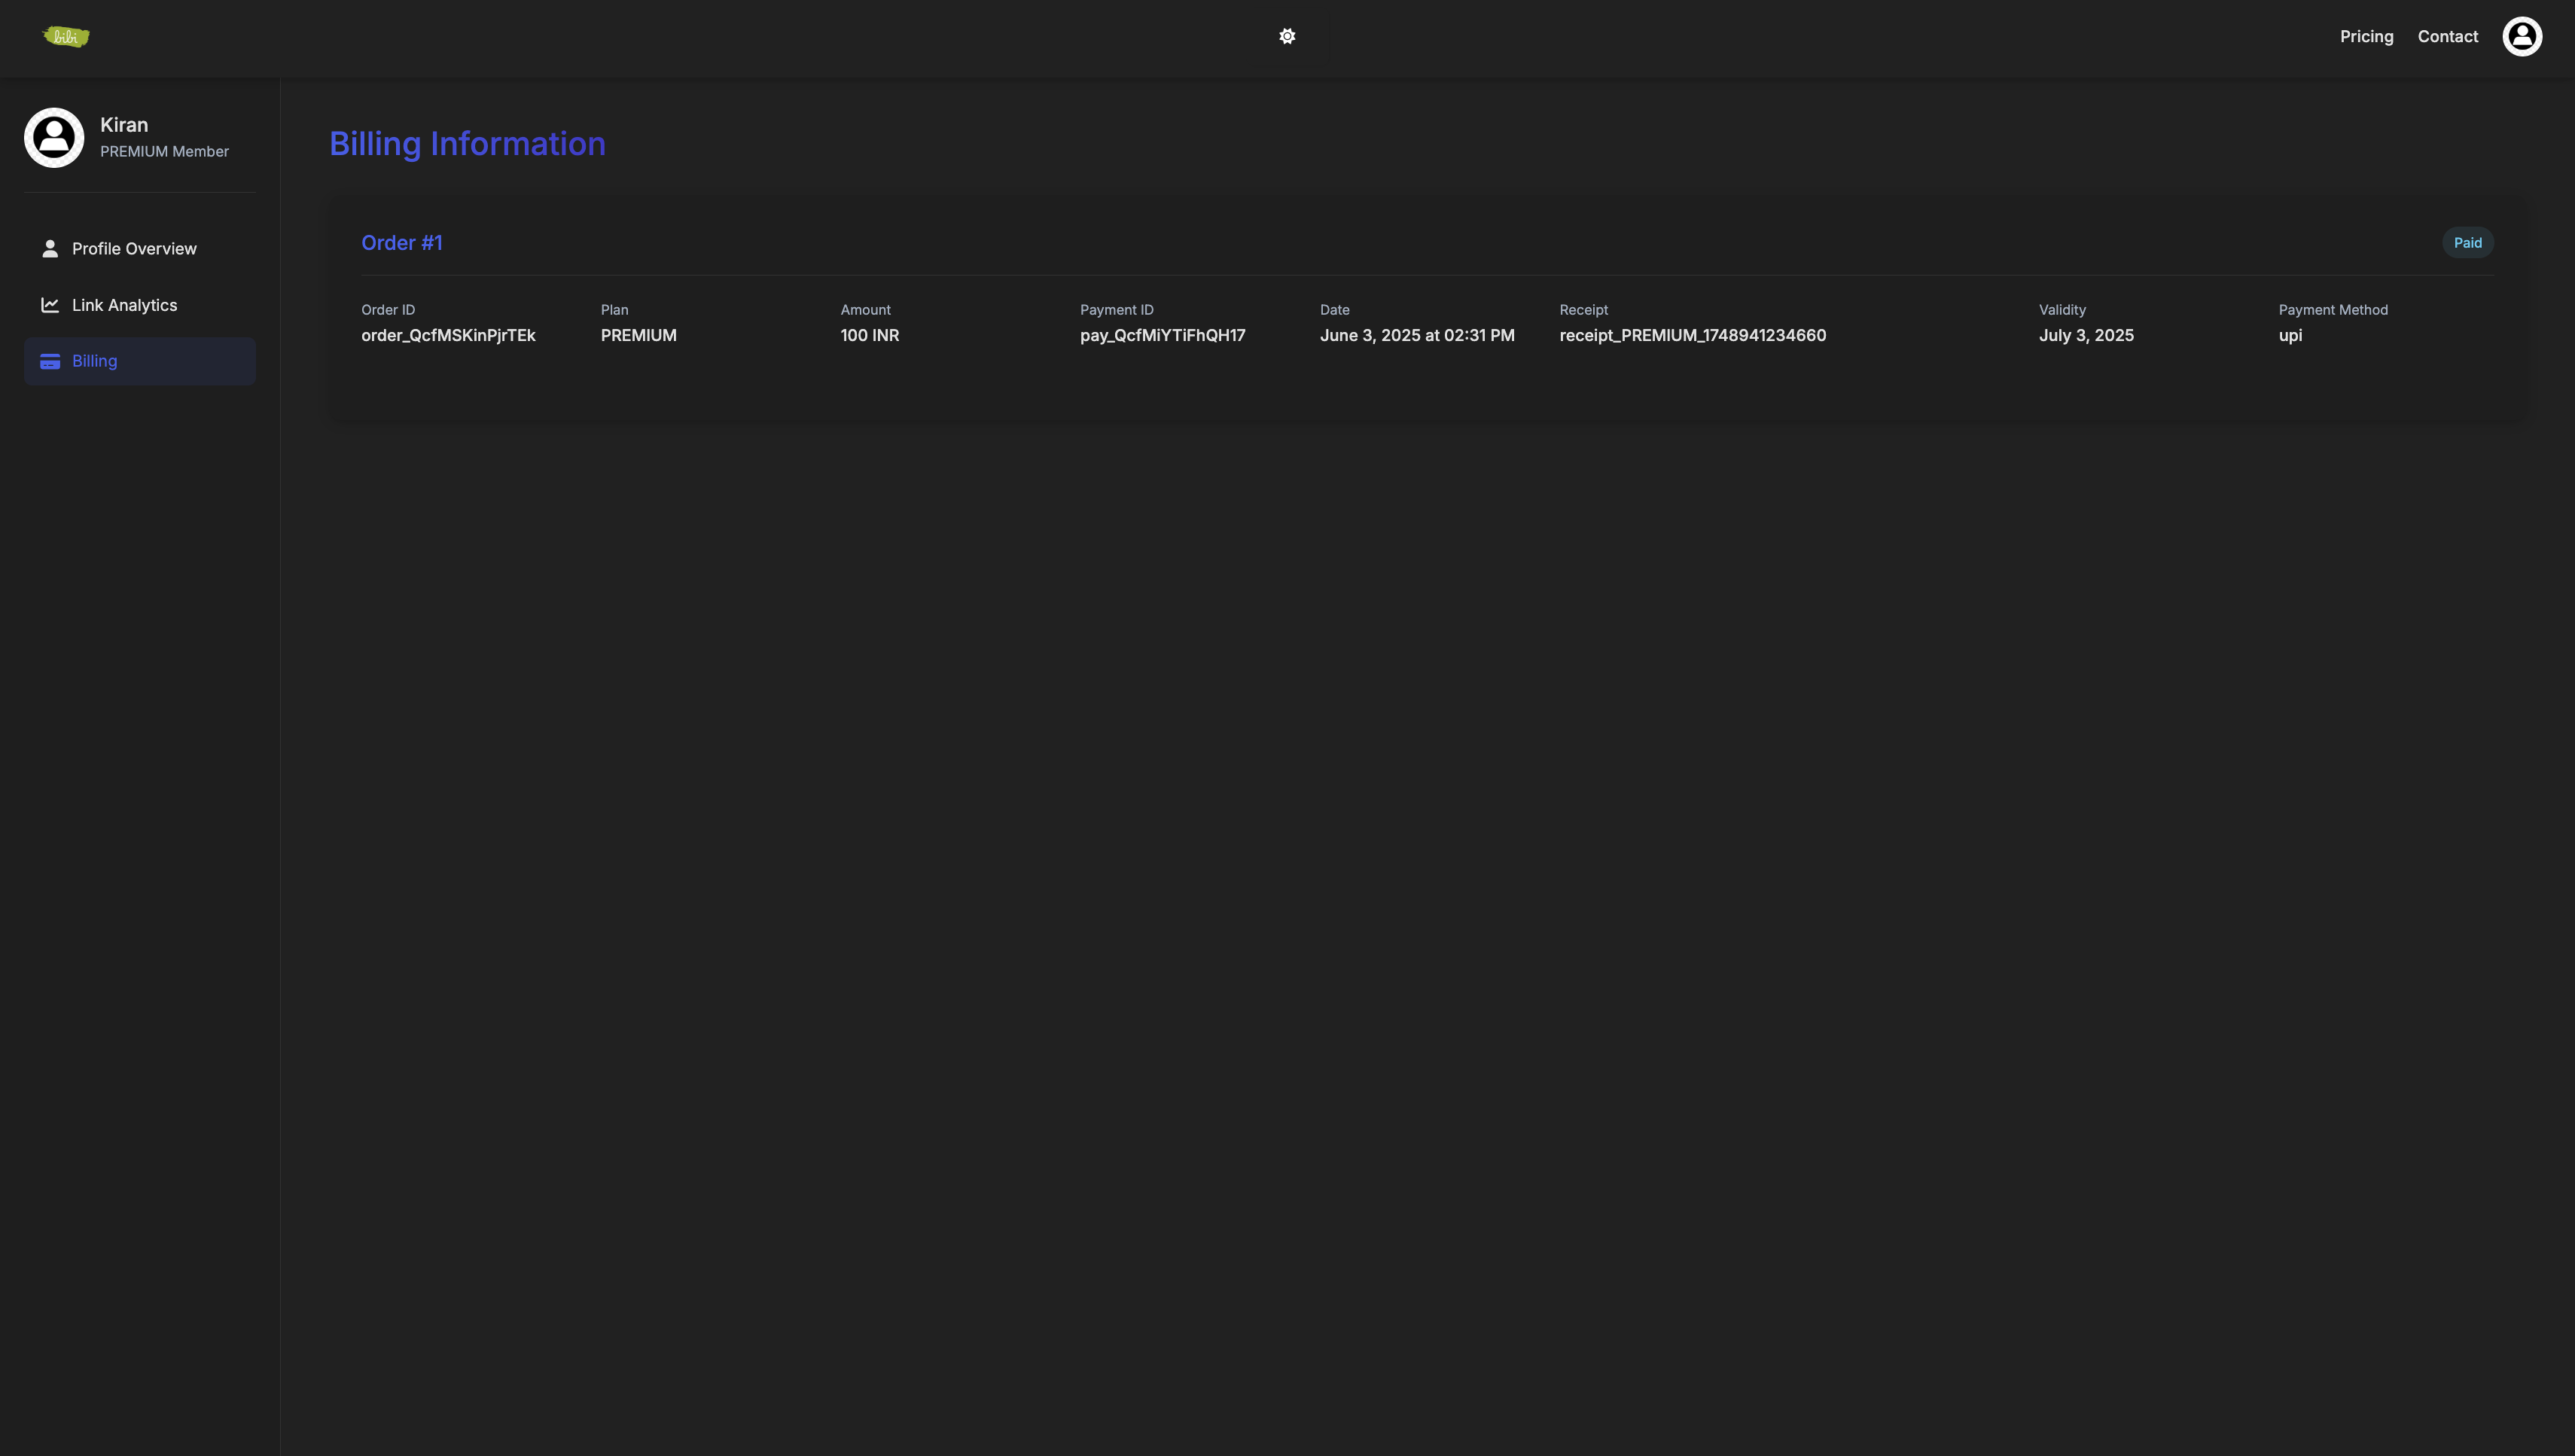 bibi
Pricing Contact
Kiran
PREMIUM Member
Profile Overview
Link Analytics
Billing
Billing Information
Order #1
Paid
Order ID
order_QcfMSKinPjrTEk
Plan
PREMIUM
Amount
100 INR
Payment ID
pay_QcfMiYTiFhQH17
Date
June 3, 2025 at 02:31 PM
Receipt
receipt_PREMIUM_1748941234660
Validity
July 3, 2025
Payment Method
upi